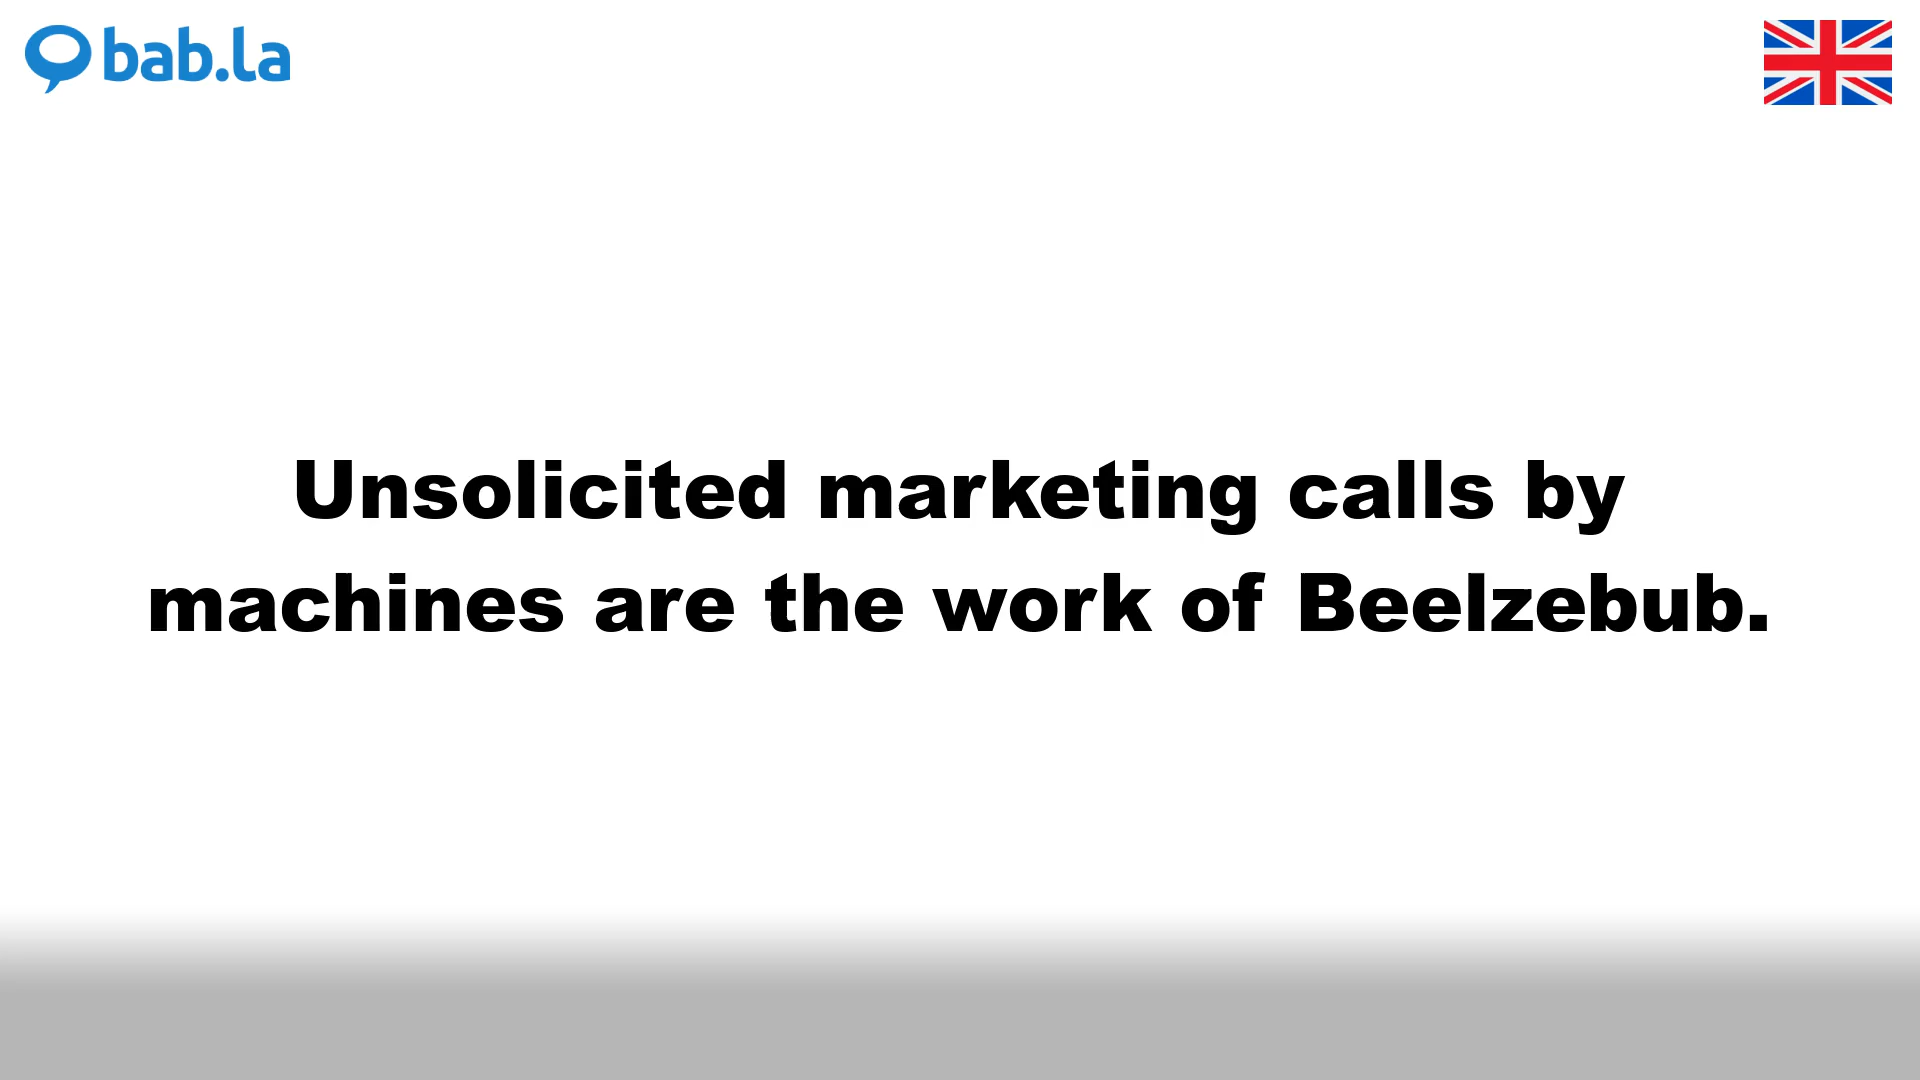 bab.la
Unsolicited marketing calls by
machines are the work of Beelzebub.